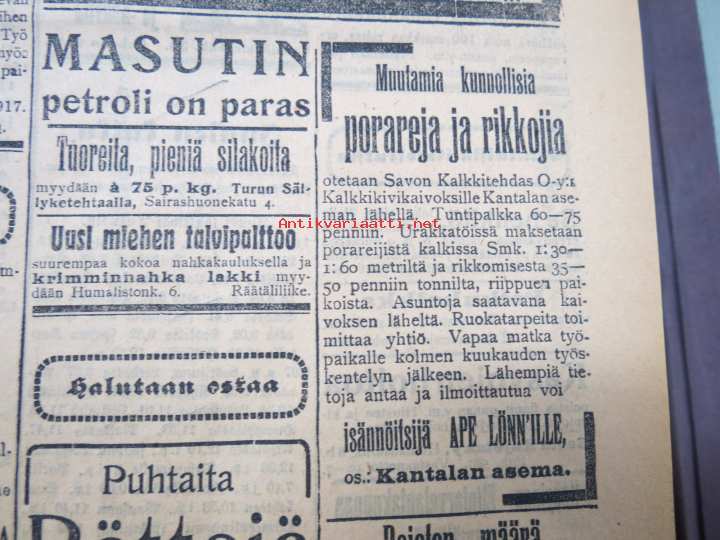 MASUTIN
petroli on paras
Tuoreita, pieniä silakoita
myydään à 75 p. kg. Turun Säi-
lyketehtaalla, Sairashuonekatu 4.
Uusi miehen talvipalttoo
suurempaa kokoa nahkakauluksella ja
krimminnahka lakki myy-
dään Humalistonk. 6. Räätäliliike.
Halutaan ostaa
Puhtaita
Muutamia kunnollisia
porareja ja rikkojia
otetaan Savon Kalkkitehdas O-y:n
Kalkkikivikaivoksille Kantalan ase-
man lähellä. Tuntipalkka 60—75
penniin. Urakkatöissä maksetaan
porareijistä kalkissa Smk. 1:30—
1:60 metriltä ja rikkomisesta 35—
50 penniin tonnilta, riippuen pai-
koista. Asuntoja saatavana kai-
voksen läheltä. Ruokatarpeita toi-
mittaa yhtiö. Vapaa matka työ-
paikalle kolmen kuukauden työs-
kentelyn jälkeen. Lähempiä tie-
toja antaa ja ilmoittautua voi
isännöitsijä APE LÖNN'ILLE,
os.: Kantalan asema.
Antikvariaatti.net